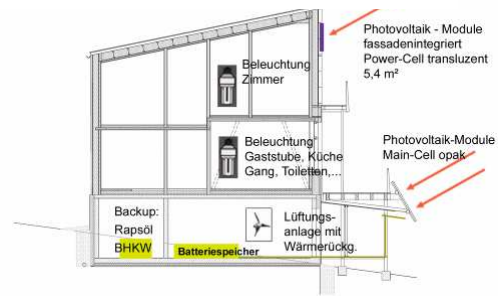 Photovoltaik - Module
fassadenintegriert
Power-Cell transluzent
5,4 m²
Beleuchtung
Zimmer
Beleuchtung
Gaststube, Küche
Gang, Toiletten,...
Photovoltaik-Module
Main-Cell opak
Backup:
Rapsöl
BHKW
Batteriespeicher
Lüftungs-
anlage mit
Wärmerückg.